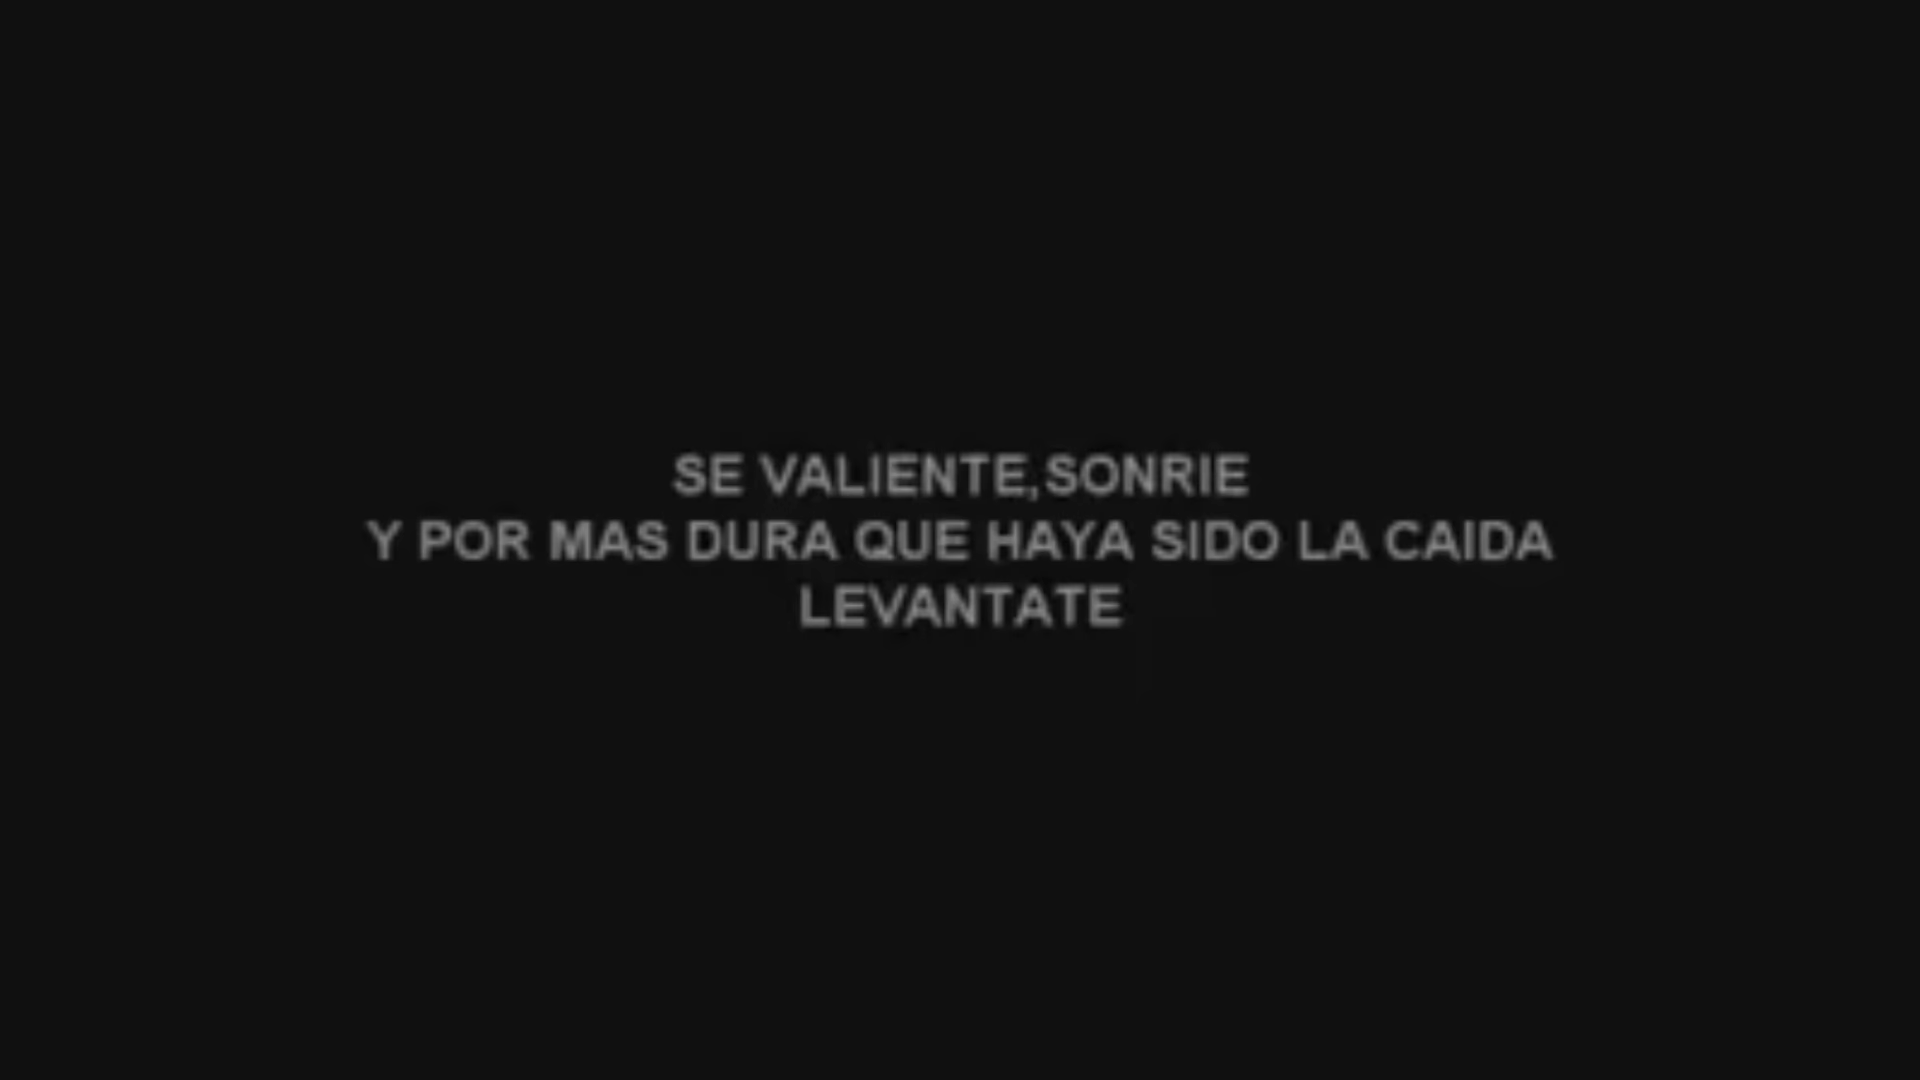 SE VALIENTE,SONRIE
Y POR MAS DURA QUE HAYA SIDO LA CAIDA
LEVANTATE